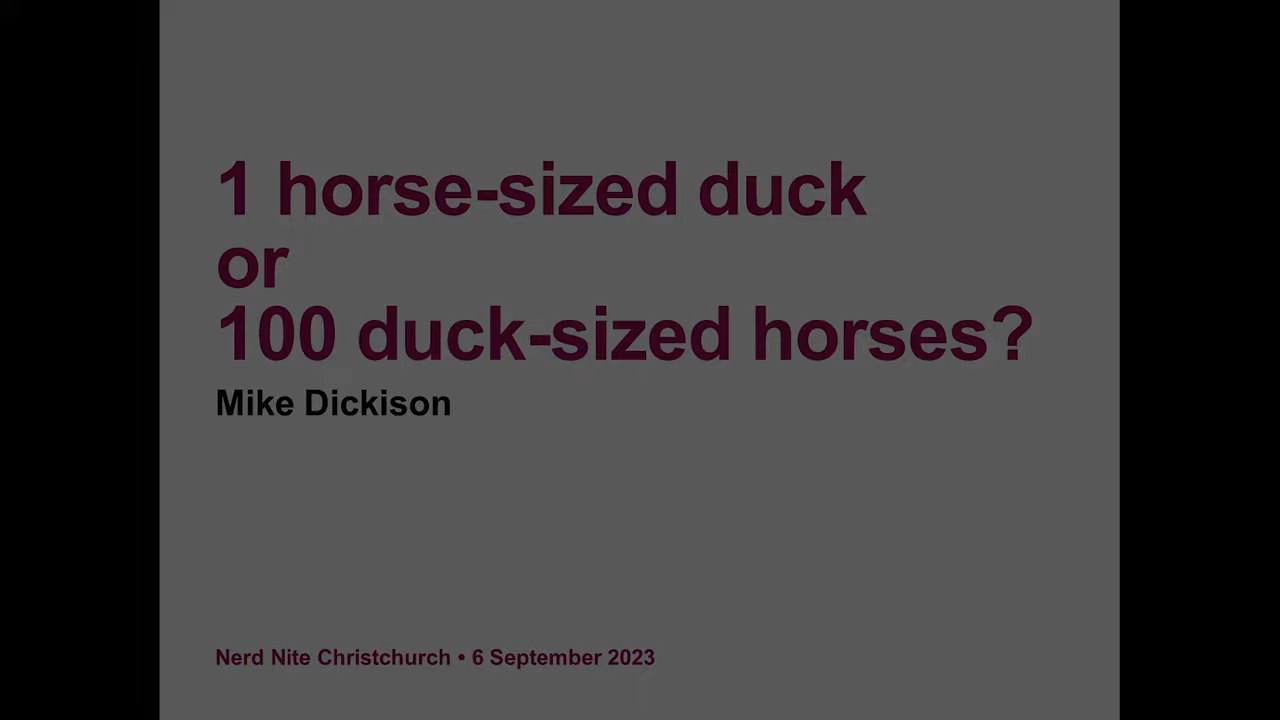 1 horse-sized duck
or
100 duck-sized horses?
Mike Dickison
Nerd Nite Christchurch • 6 September 2023